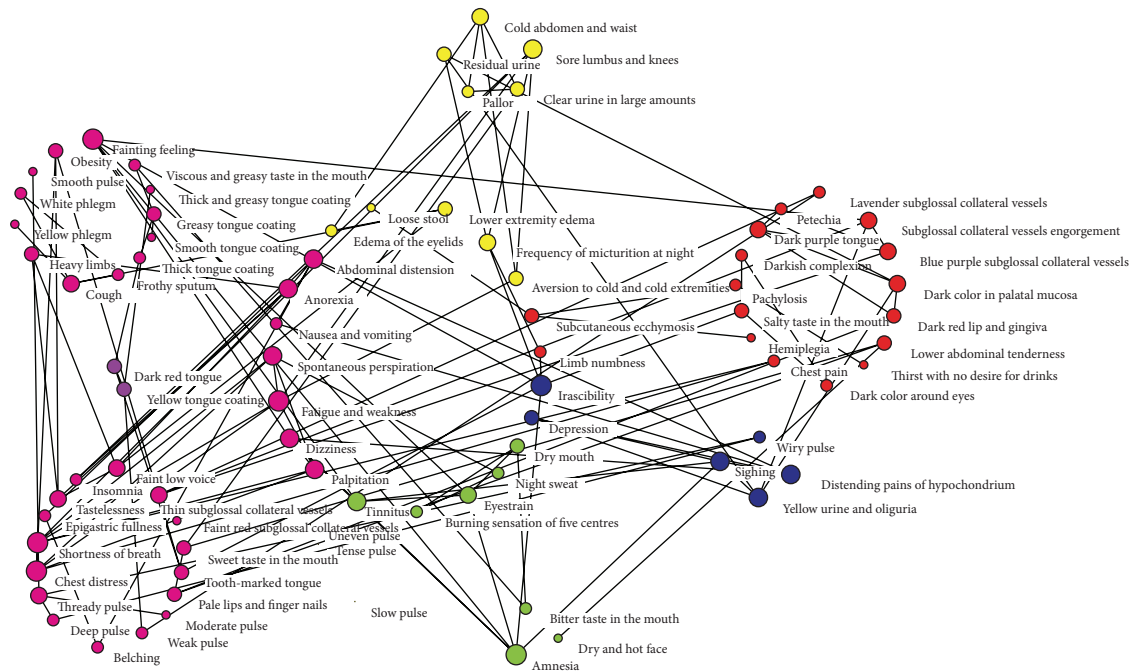 Cold abdomen and waist
Residual urine
Sore lumbus and knees
Pallor
Clear urine in large amounts
Fainting feeling
Obesity
Viscous and greasy taste in the mouth
Smooth pulse
Thick and greasy tongue coating
White phlegm
Greasy tongue coating
Yellow phlegm
Smooth tongue coating
Heavy limbs
Thick tongue coating
Cough
Frothy sputum
Loose stool
Lower extremity edema
Edema of the eyelids
Frequency of micturition at night
Abdominal distension
Aversion to cold and cold extremities
Anorexia
Nausea and vomiting
Subcutaneous ecchymosis
Spontaneous perspiration
Limb numbness
Dark red tongue
Yellow tongue coating
Fatigue and weakness
Irascibility
Depression
Dizziness
Dry mouth
Palpitation
Night sweat
Tinnitus
Eyestrain
Burning sensation of five centres
Petechia
Lavender subglossal collateral vessels
Dark purple tongue
Subglossal collateral vessels engorgement
Darkish complexion
Blue purple subglossal collateral vessels
Pachylosis
Dark color in palatal mucosa
Salty taste in the mouth
Dark red lip and gingiva
Hemiplegia
Lower abdominal tenderness
Chest pain
Thirst with no desire for drinks
Dark color around eyes
Wiry pulse
Sighing
Distending pains of hypochondrium
Yellow urine and oliguria
Faint low voice
Insomnia
Tastelessness
Thin subglossal collateral vessels
Epigastric fullness
Faint red subglossal collateral vessels
Uneven pulse
Tense pulse
Shortness of breath
Sweet taste in the mouth
Chest distress
Tooth-marked tongue
Thready pulse
Pale lips and finger nails
Slow pulse
Deep pulse
Moderate pulse
Weak pulse
Belching
Bitter taste in the mouth
Dry and hot face
Amnesia